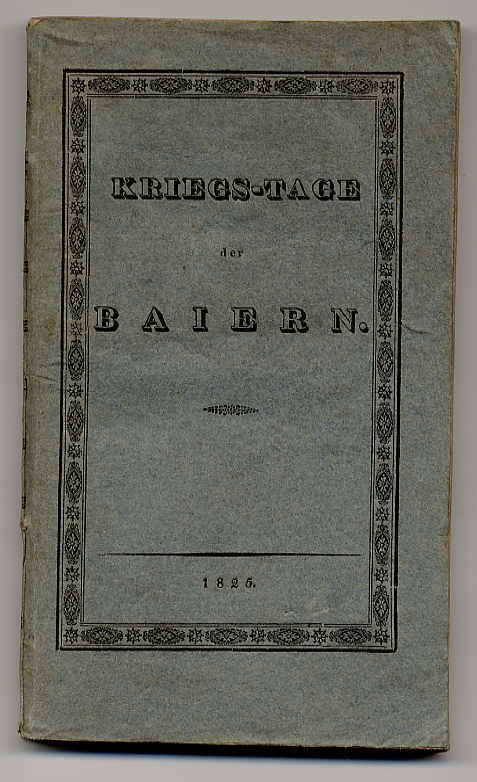 KRIEGS-TAGE
der
BAIERN.
1825.